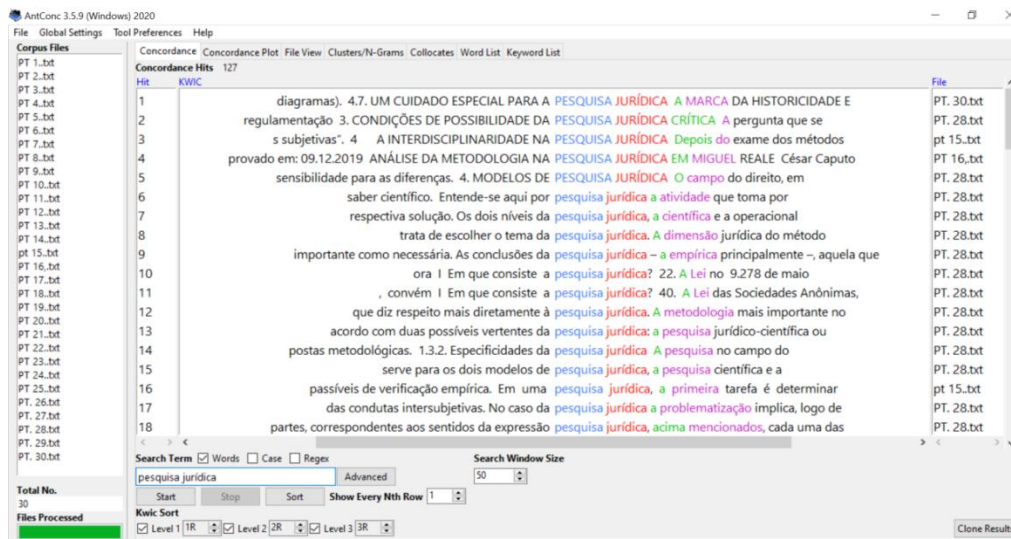 AntConc 3.5.9 (Windows) 2020
File Global Settings Tool Preferences Help
Corpus Files
PT 1..txt
PT 2..txt
PT 3..txt
PT 4..txt
PT 5..txt
PT 6..txt
PT 7..txt
PT 8..txt
PT 9..txt
PT 10..txt
PT 11..txt
PT 12..txt
PT 13..txt
PT 14..txt
pt 15..txt
PT 16,.txt
PT 17..txt
PT 18..txt
PT 19..txt
PT 20..txt
PT 21..txt
PT 22..txt
PT 23..txt
PT 24..txt
PT 25..txt
PT. 26.txt
PT. 27.txt
PT. 28.txt
PT. 29.txt
PT. 30.txt
Total No.
30
Files Processed
Concordance Concordance Plot File View Clusters/N-Grams Collocates Word List Keyword List
Concordance Hits 127
Hit KWIC File
1 diagramas). 4.7. UM CUIDADO ESPECIAL PARA A PESQUISA JURÍDICA A MARCA DA HISTORICIDADE E PT. 30.txt
2 regulamentação 3. CONDIÇÕES DE POSSIBILIDADE DA PESQUISA JURÍDICA CRÍTICA A pergunta que se PT. 28.txt
3 s subjetivas". 4 A INTERDISCIPLINARIDADE NA PESQUISA JURÍDICA Depois do exame dos métodos pt 15..txt
4 provado em: 09.12.2019 ANÁLISE DA METODOLOGIA NA PESQUISA JURÍDICA EM MIGUEL REALE César Caputo PT 16,.txt
5 sensibilidade para as diferenças. 4. MODELOS DE PESQUISA JURÍDICA O campo do direito, em PT. 28.txt
6 saber científico. Entende-se aqui por pesquisa jurídica a atividade que toma por PT. 28.txt
7 respectiva solução. Os dois níveis da pesquisa jurídica, a científica e a operacional PT. 28.txt
8 trata de escolher o tema da pesquisa jurídica. A dimensão jurídica do método PT. 28.txt
9 importante como necessária. As conclusões da pesquisa jurídica – a empírica principalmente –, aquela que PT. 28.txt
10 ora I Em que consiste a pesquisa jurídica? 22. A Lei no 9.278 de maio PT. 28.txt
11 , convém I Em que consiste a pesquisa jurídica? 40. A Lei das Sociedades Anônimas, PT. 28.txt
12 que diz respeito mais diretamente à pesquisa jurídica. A metodologia mais importante no PT. 28.txt
13 acordo com duas possíveis vertentes da pesquisa jurídica: a pesquisa jurídico-científica ou PT. 28.txt
14 postas metodológicas. 1.3.2. Especificidades da pesquisa jurídica A pesquisa no campo do PT. 28.txt
15 serve para os dois modelos de pesquisa jurídica, a pesquisa científica e a PT. 28.txt
16 passíveis de verificação empírica. Em uma pesquisa jurídica, a primeira tarefa é determinar pt 15..txt
17 das condutas intersubjetivas. No caso da pesquisa jurídica a problematização implica, logo de PT. 28.txt
18 partes, correspondentes aos sentidos da expressão pesquisa jurídica, acima mencionados, cada uma das PT. 28.txt
Search Term Words Case Regex Search Window Size
pesquisa jurídica Advanced 50
Start Stop Sort Show Every Nth Row 1
Kwic Sort
Level 1 1R Level 2 2R Level 3 3R Clone Results